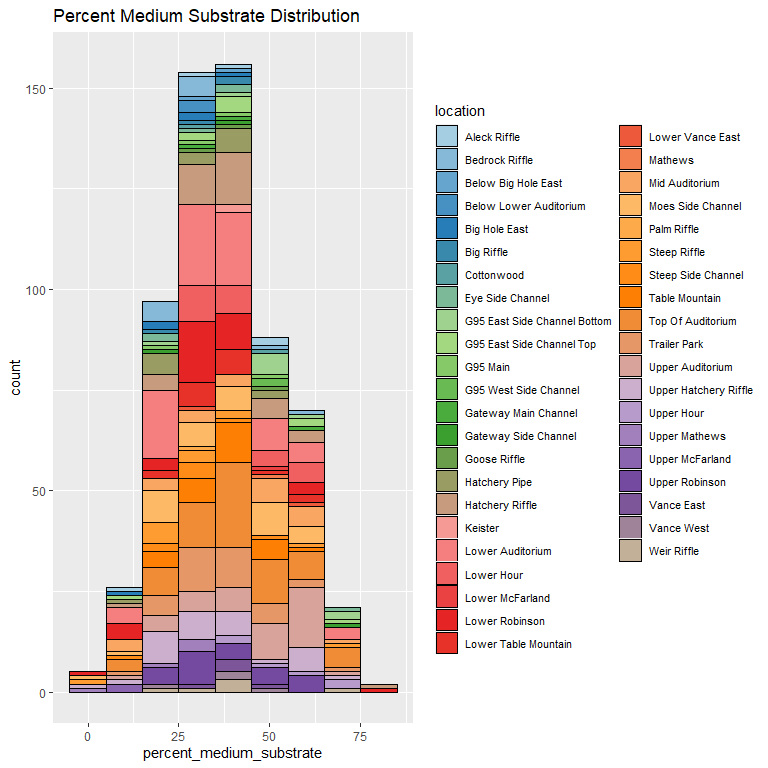 Percent Medium Substrate Distribution
150
100
50
0
count
0 25 50 75
percent_medium_substrate
location
Aleck Riffle
Bedrock Riffle
Below Big Hole East
Below Lower Auditorium
Big Hole East
Big Riffle
Cottonwood
Eye Side Channel
G95 East Side Channel Bottom
G95 East Side Channel Top
G95 Main
G95 West Side Channel
Gateway Main Channel
Gateway Side Channel
Goose Riffle
Hatchery Pipe
Hatchery Riffle
Keister
Lower Auditorium
Lower Hour
Lower McFarland
Lower Robinson
Lower Table Mountain
Lower Vance East
Mathews
Mid Auditorium
Moes Side Channel
Palm Riffle
Steep Riffle
Steep Side Channel
Table Mountain
Top Of Auditorium
Trailer Park
Upper Auditorium
Upper Hatchery Riffle
Upper Hour
Upper Mathews
Upper McFarland
Upper Robinson
Vance East
Vance West
Weir Riffle